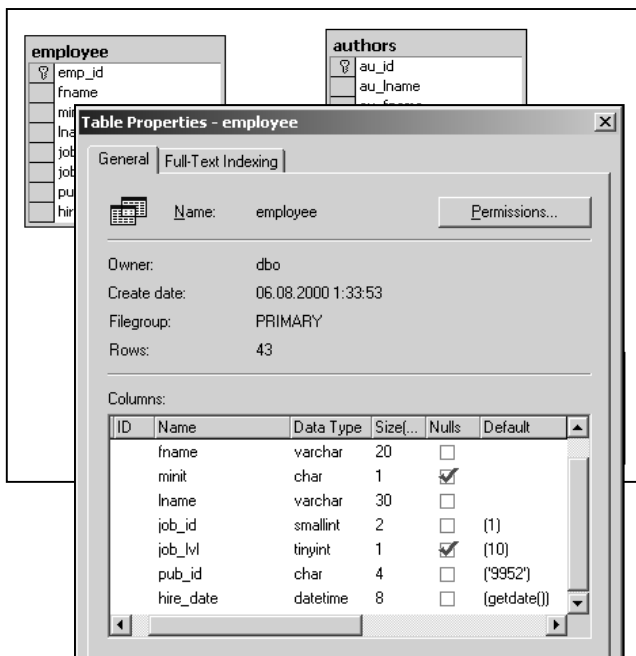 employee
emp_id
fname
authors
au_id
au_lname
Table Properties - employee
General Full-Text Indexing
Name: employee Permissions...
Owner: dbo
Create date: 06.08.2000 1:33:53
Filegroup: PRIMARY
Rows: 43
Columns:
ID Name Data Type Size(... Nulls Default
fname varchar 20
minit char 1
lname varchar 30
job_id smallint 2 (1)
job_lvl tinyint 1 (10)
pub_id char 4 ('9952')
hire_date datetime 8 (getdate())